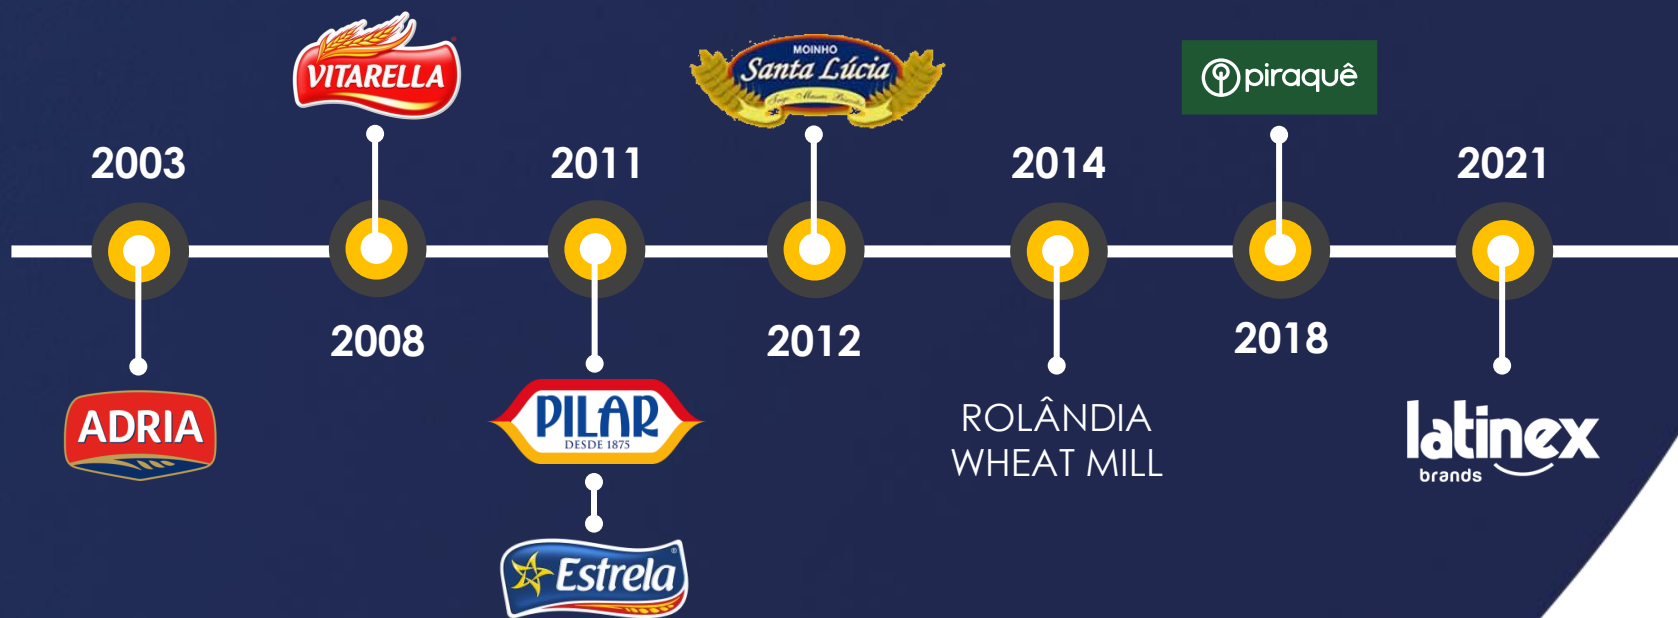 VITARELLA
MOINHO
Santa Lúcia
piraquê
2003
2011
2014
2021
2008
2012
2018
ADRIA
PILAR
DESDE 1875
ROLÂNDIA
WHEAT MILL
latinex
brands
Estrela